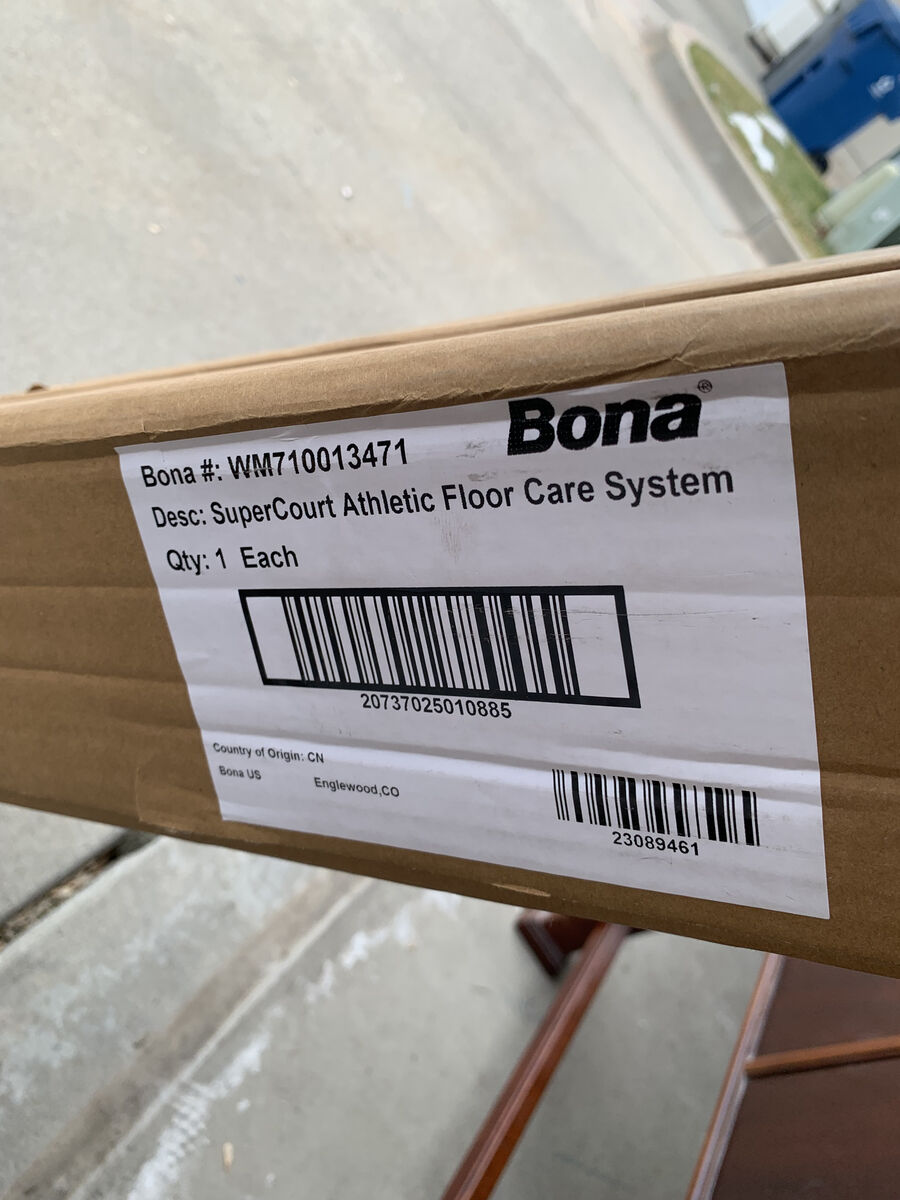 Bona®
Bona #: WM710013471
Desc: SuperCourt Athletic Floor Care System
Qty: 1 Each
20737025010885
Country of Origin: CN
Bona US Englewood,CO
23089461